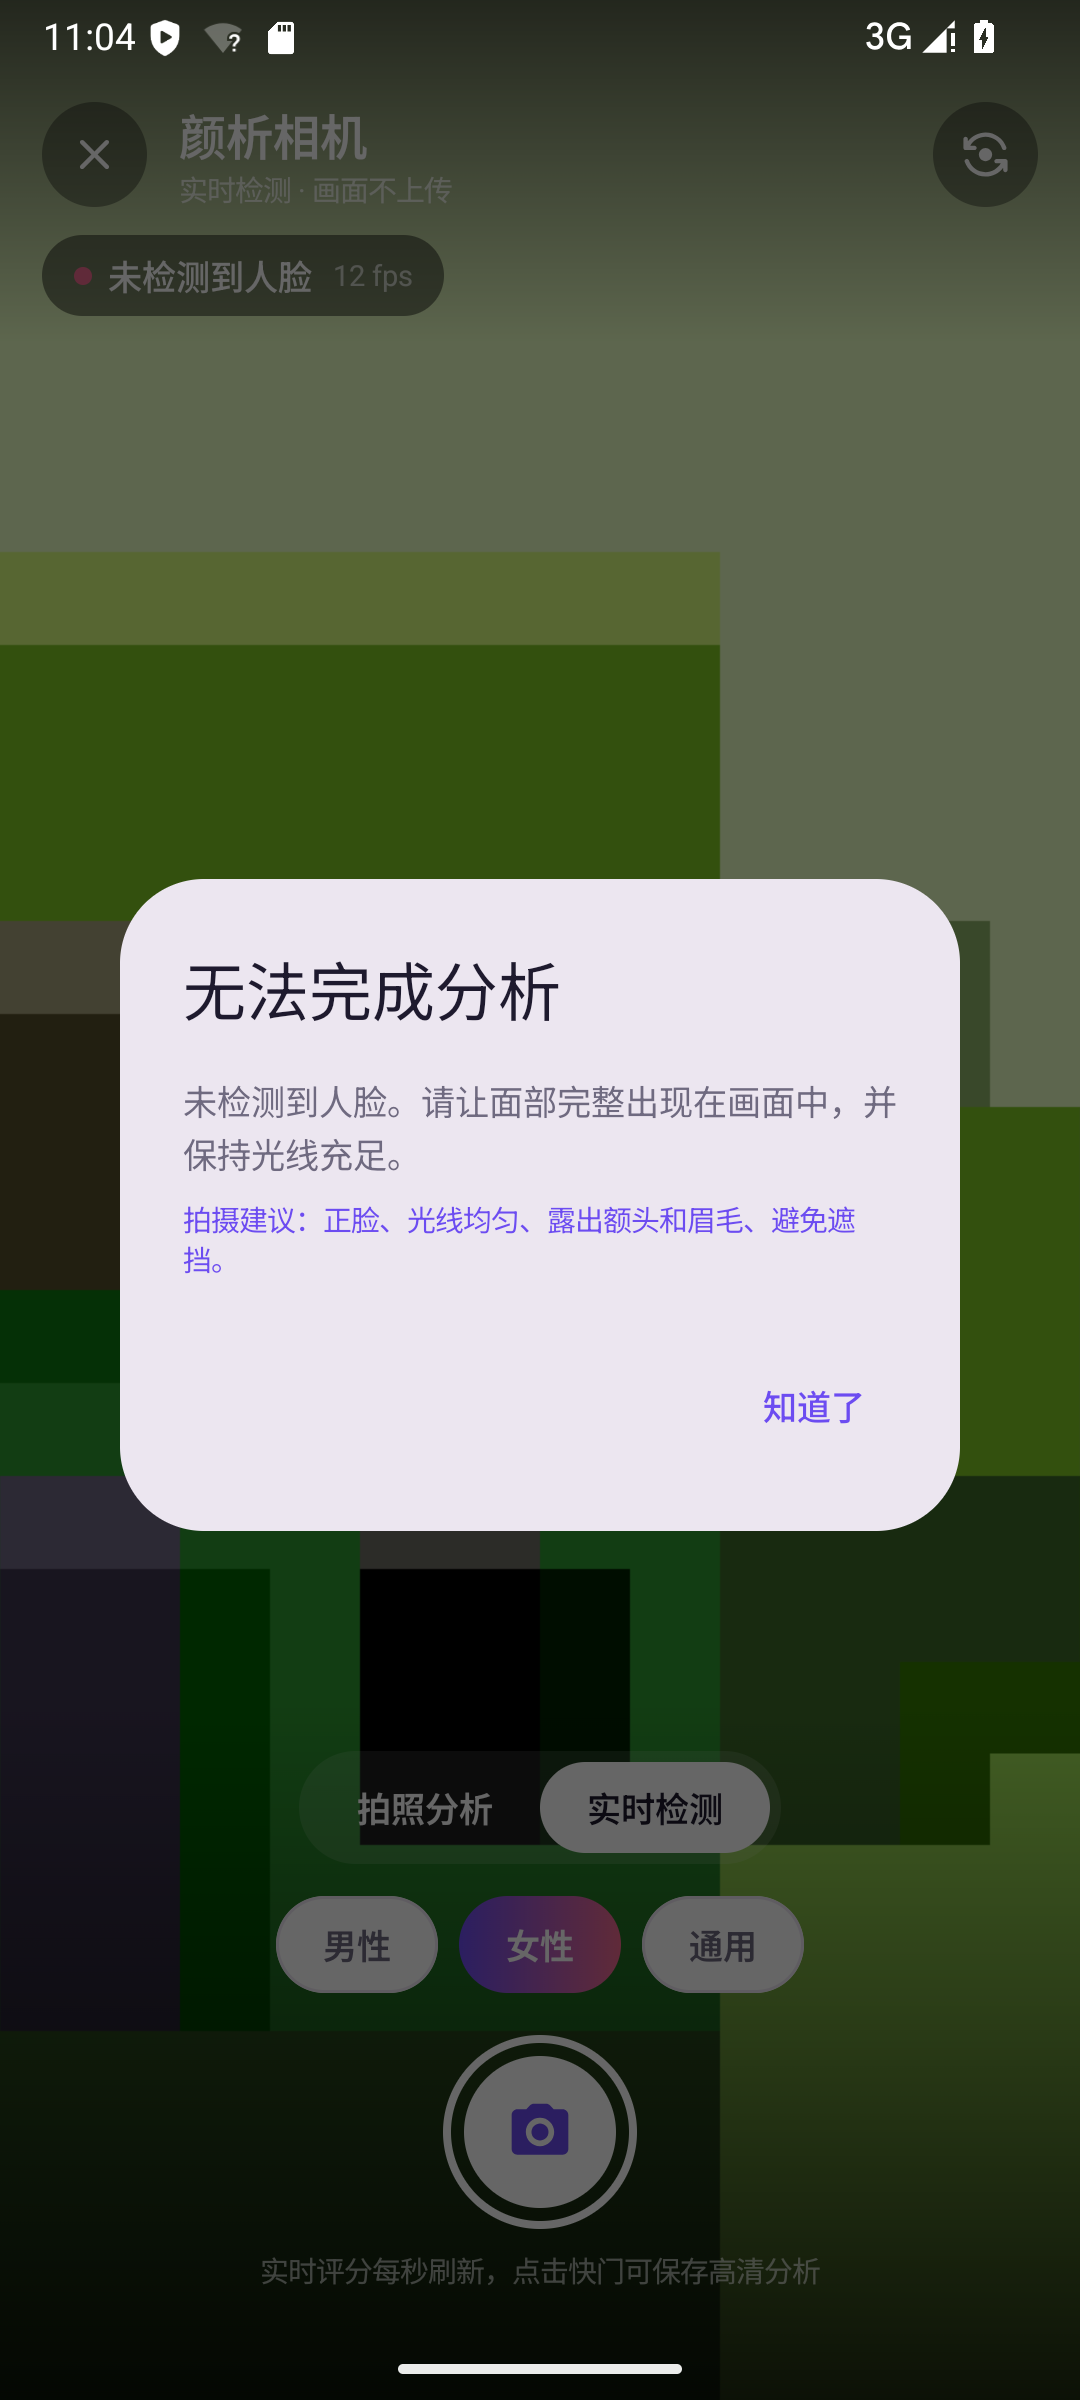 11:04
3G
颜析相机
实时检测 · 画面不上传
未检测到人脸 12 fps
无法完成分析
未检测到人脸。请让面部完整出现在画面中，并
保持光线充足。
拍摄建议：正脸、光线均匀、露出额头和眉毛、避免遮
挡。
知道了
拍照分析 实时检测
男性 女性 通用
实时评分每秒刷新，点击快门可保存高清分析